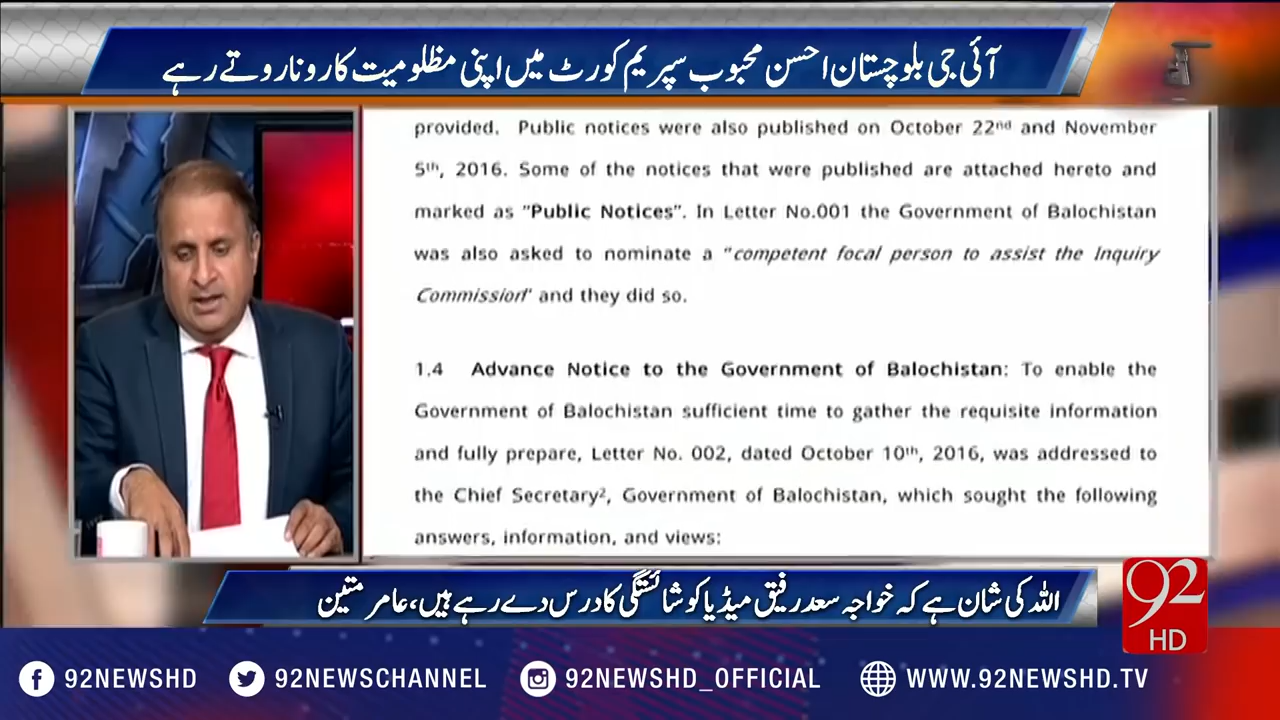 آئی جی بلوچستان احسن محبوب سپریم کورٹ میں اپنی مظلومیت کا رونا روتے رہے
provided. Public notices were also published on October 22nd and November
5th, 2016. Some of the notices that were published are attached hereto and
marked as "Public Notices". In Letter No.001 the Government of Balochistan
was also asked to nominate a "competent focal person to assist the Inquiry
Commission" and they did so.
1.4 Advance Notice to the Government of Balochistan: To enable the
Government of Balochistan sufficient time to gather the requisite information
and fully prepare, Letter No. 002, dated October 10th, 2016, was addressed to
the Chief Secretary², Government of Balochistan, which sought the following
answers, information, and views:
اللہ کی شان ہے کہ خواجہ سعد رفیق میڈیا کو شائستگی کا درس دے رہے ہیں، عامر متین
92
HD
92NEWSHD
92NEWSCHANNEL
92NEWSHD_OFFICIAL
WWW.92NEWSHD.TV